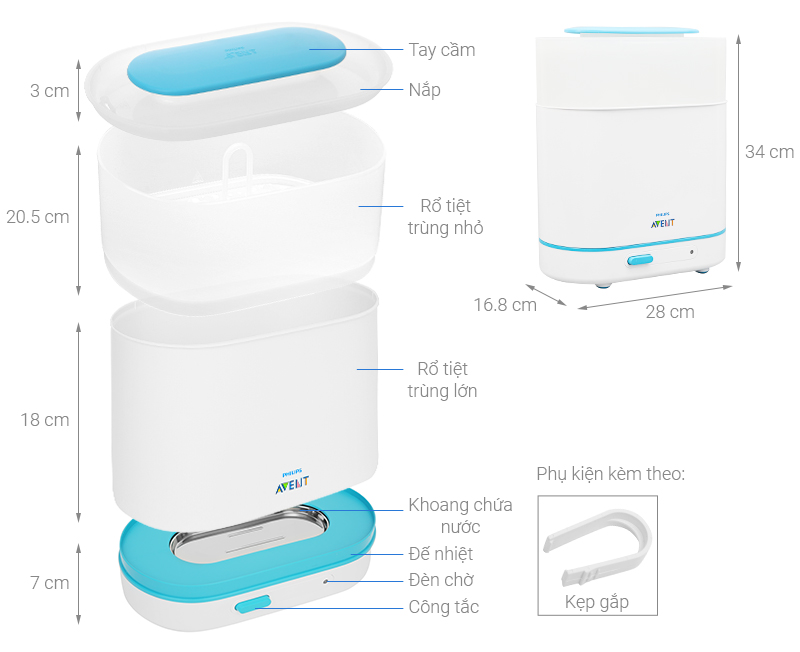 Tay cầm
3 cm
Nắp
20.5 cm
Rổ tiệt
trùng nhỏ
34 cm
PHILIPS
AVENT
16.8 cm
28 cm
18 cm
Rổ tiệt
trùng lớn
PHILIPS
AVENT
Phụ kiện kèm theo:
Khoang chứa
nước
Đế nhiệt
7 cm
Đèn chờ
Công tắc
Kẹp gắp